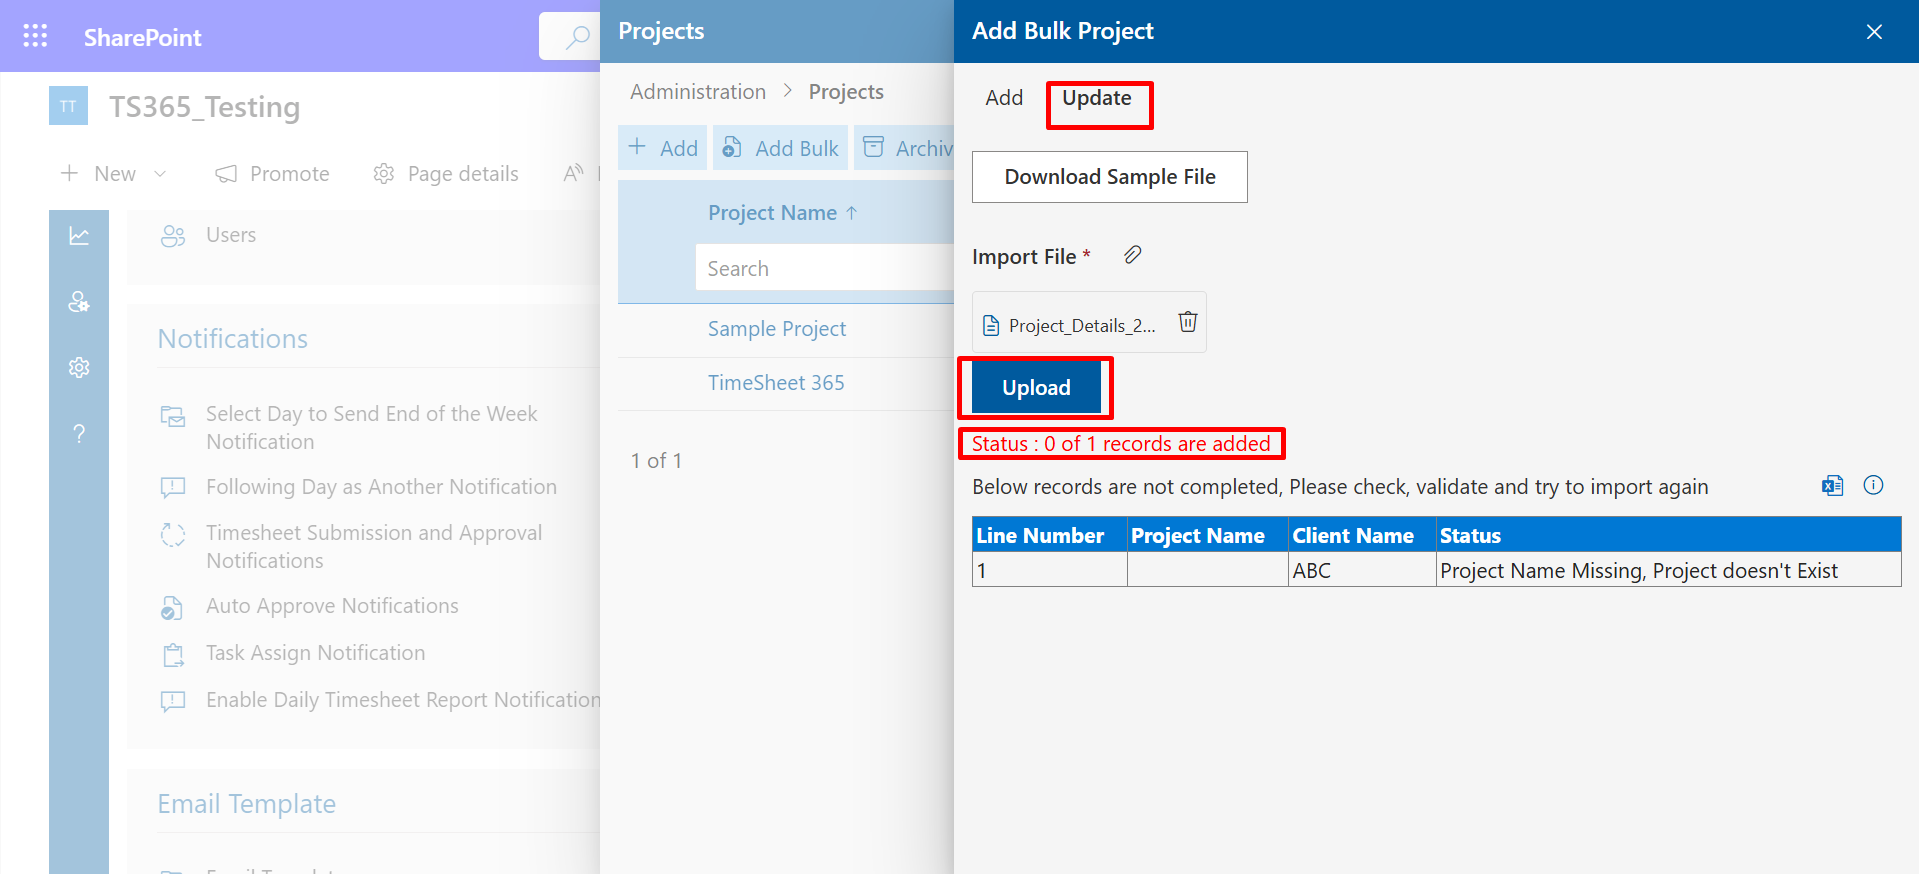 SharePoint
TT
TS365_Testing
New
Promote
Page details
Users
Notifications
Select Day to Send End of the Week
Notification
Following Day as Another Notification
Timesheet Submission and Approval
Notifications
Auto Approve Notifications
Task Assign Notification
Enable Daily Timesheet Report Notification
Email Template
Projects
Administration > Projects
+ Add
Add Bulk
Archiv
Project Name ↑
Search
Sample Project
TimeSheet 365
1 of 1
Add Bulk Project
Add
Update
Download Sample File
Import File *
Project_Details_2...
Upload
Status : 0 of 1 records are added
Below records are not completed, Please check, validate and try to import again
Line Number Project Name Client Name Status
1 ABC Project Name Missing, Project doesn't Exist